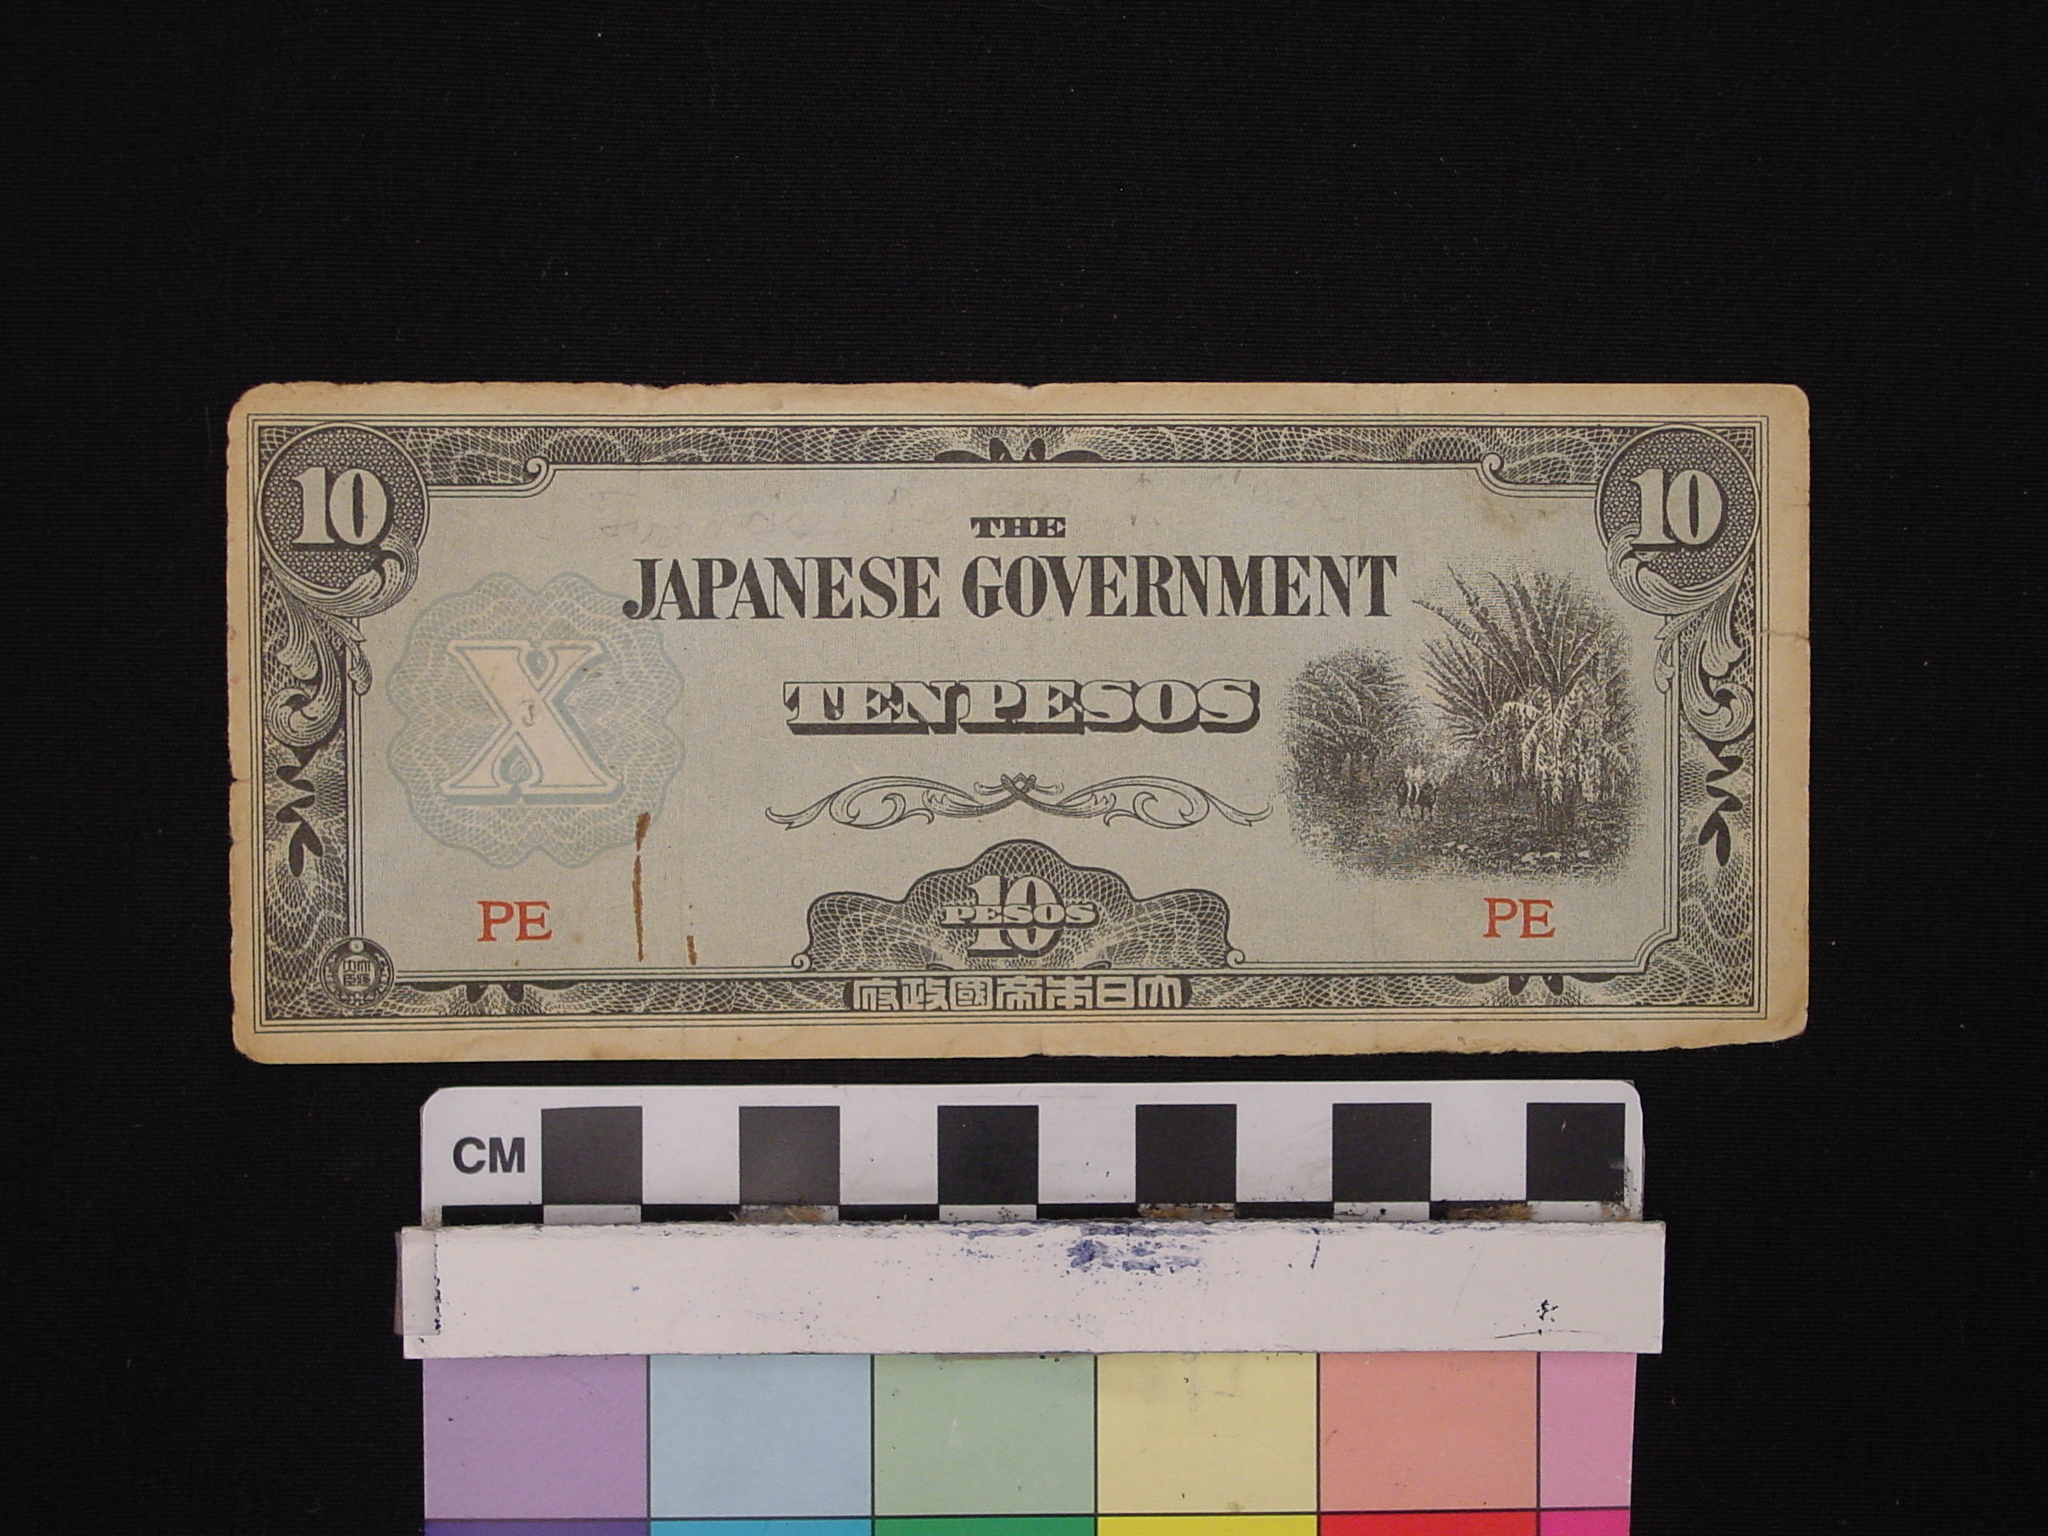 10 10
THE
JAPANESE GOVERNMENT
X
TEN PESOS
PE PE
10
PESOS
府政國帝本日大
CM